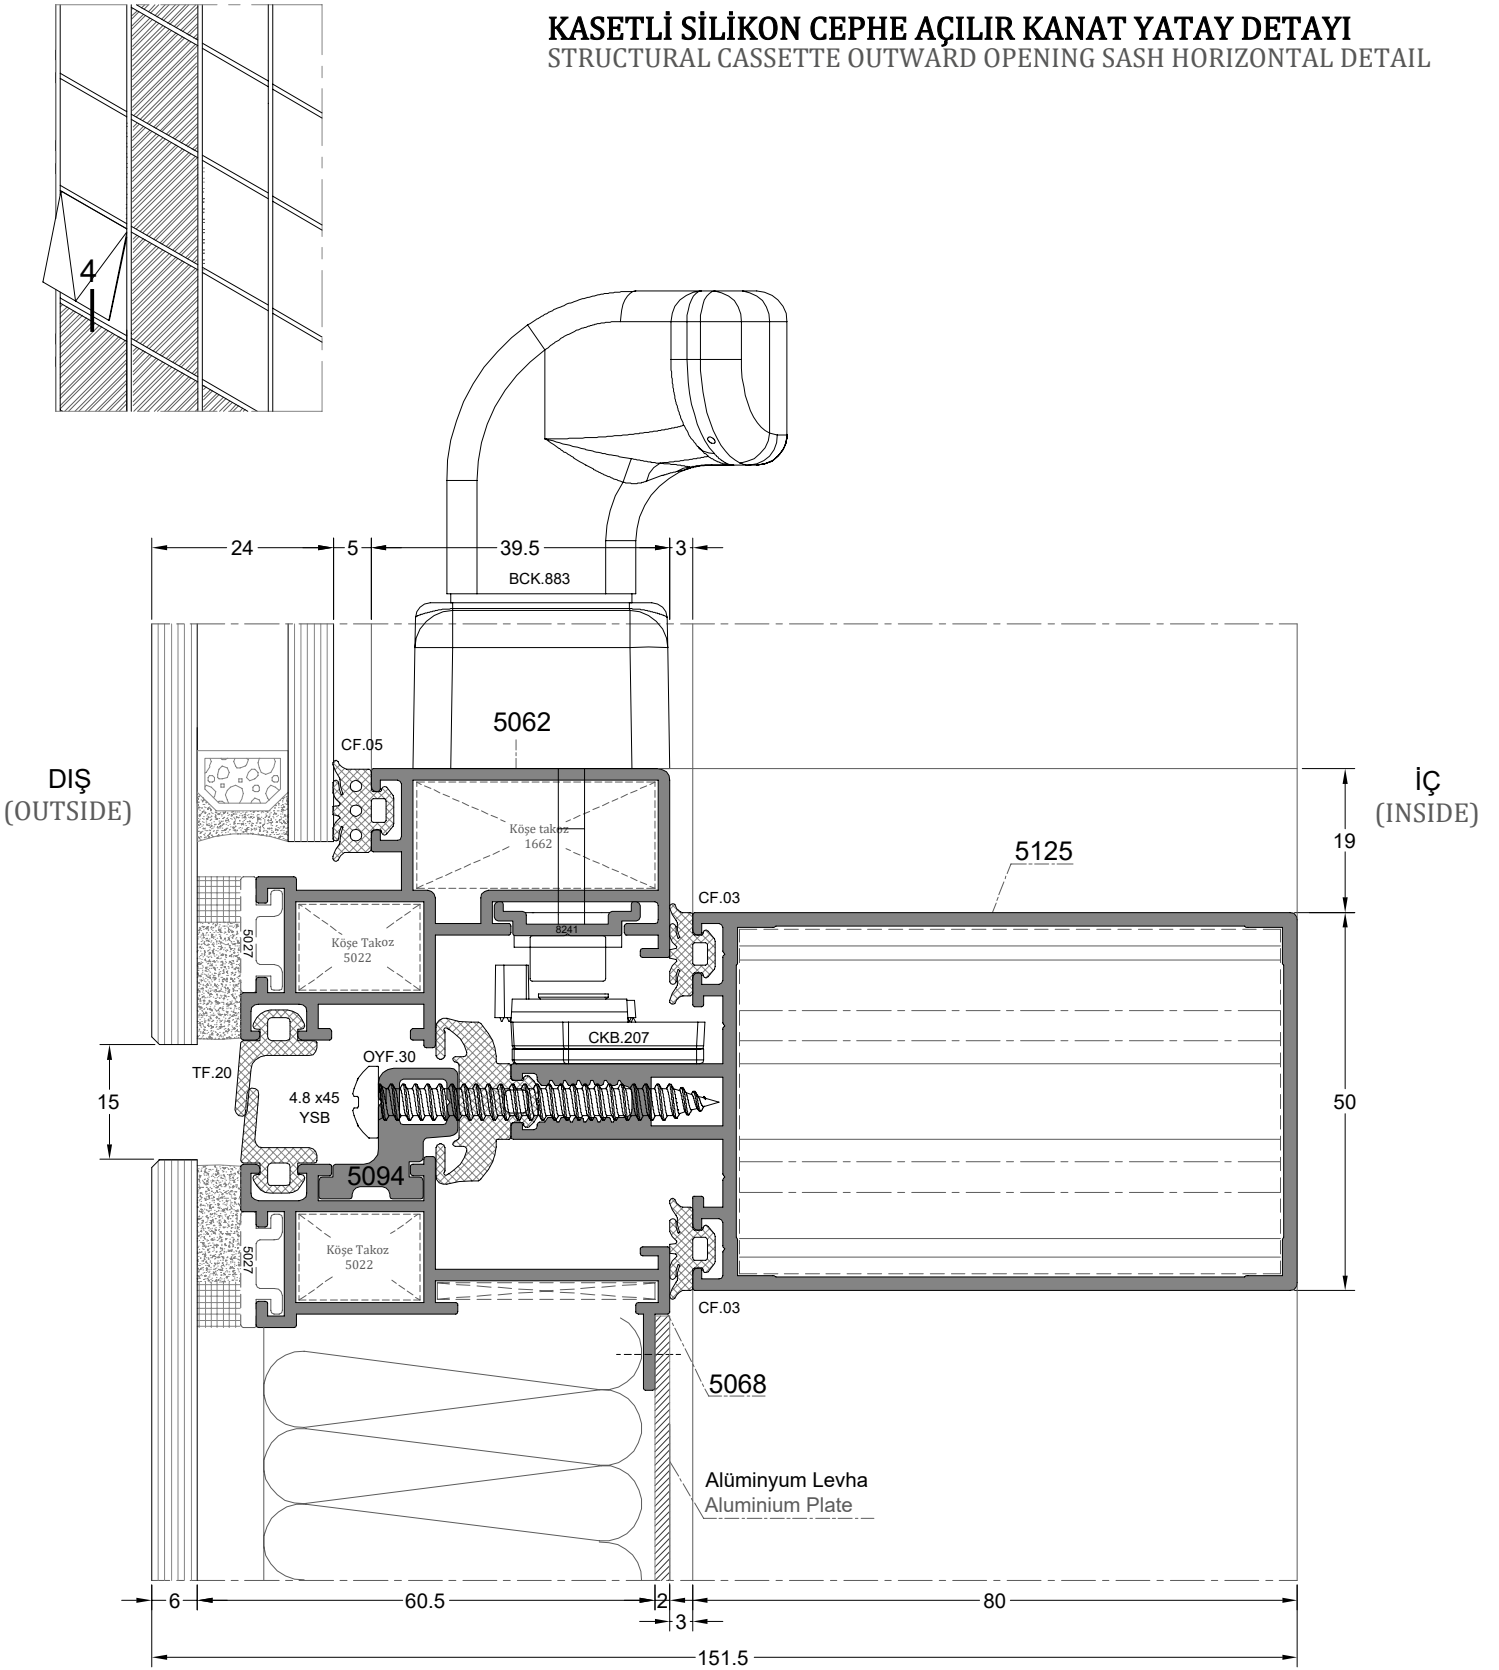 KASETLİ SİLİKON CEPHE AÇILIR KANAT YATAY DETAYI
STRUCTURAL CASSETTE OUTWARD OPENING SASH HORIZONTAL DETAIL
4
24
5
39.5
3
BCK.883
5062
CF.05
DIŞ
(OUTSIDE)
İÇ
(INSIDE)
Köşe takoz
1662
19
5125
CF.03
8241
5027
Köşe Takoz
5022
CKB.207
OYF.30
TF.20
4.8 x45
YSB
15
50
5094
5027
Köşe Takoz
5022
CF.03
5068
Alüminyum Levha
Aluminium Plate
6
60.5
2
3
80
151.5